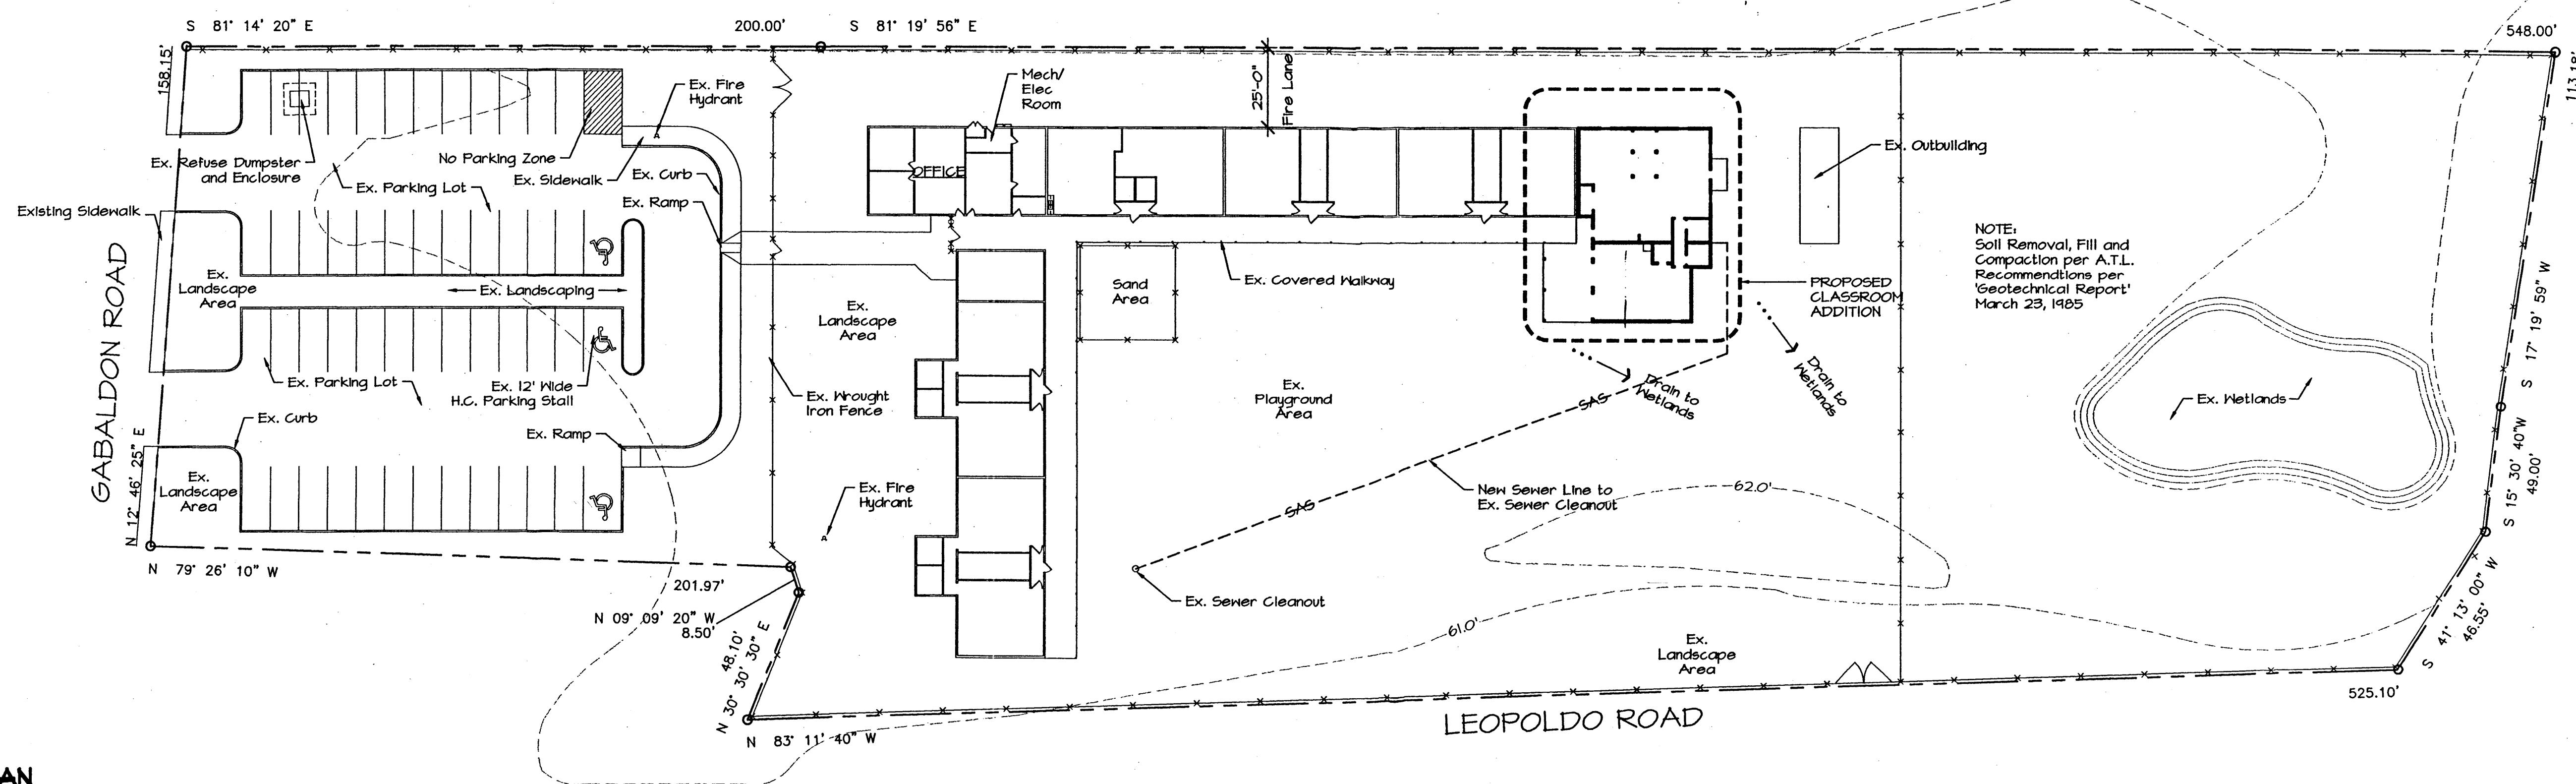 S 81° 14' 20" E
200.00'
S 81° 19' 56" E
548.00'
158.15'
113.18'
Ex. Fire
Hydrant
Mech/
Elec
Room
25'-0"
Fire Lane
Ex. Refuse Dumpster
and Enclosure
No Parking Zone
Ex. Sidewalk
Ex. Curb
OFFICE
Ex. Outbuilding
Ex. Parking Lot
Ex. Ramp
Existing Sidewalk
GABALDON ROAD
Ex.
Landscape
Area
Ex. Landscaping
Ex.
Landscape
Area
Sand
Area
Ex. Covered Walkway
PROPOSED
CLASSROOM
ADDITION
NOTE:
Soil Removal, Fill and
Compaction per A.T.L.
Recommendtions per
'Geotechnical Report'
March 23, 1985
S 17° 19' 59" W
Ex. Parking Lot
Ex. 12' Wide
H.C. Parking Stall
Ex. Wrought
Iron Fence
Ex.
Playground
Area
SAS
Drain to
Wetlands
Drain to
Wetlands
Ex. Wetlands
Ex. Curb
Ex. Ramp
N 12° 46' 25" E
Ex.
Landscape
Area
Ex. Fire
Hydrant
SAS
New Sewer Line to
Ex. Sewer Cleanout
62.0'
S 15° 30' 40"W
49.00'
N 79° 26' 10" W
201.97'
N 09° 09' 20" W
8.50'
Ex. Sewer Cleanout
61.0'
Ex.
Landscape
Area
S 41° 13' 00" W
46.55'
48.10'
N 30° 30' 30" E
N 83° 11' 40" W
LEOPOLDO ROAD
525.10'
AN